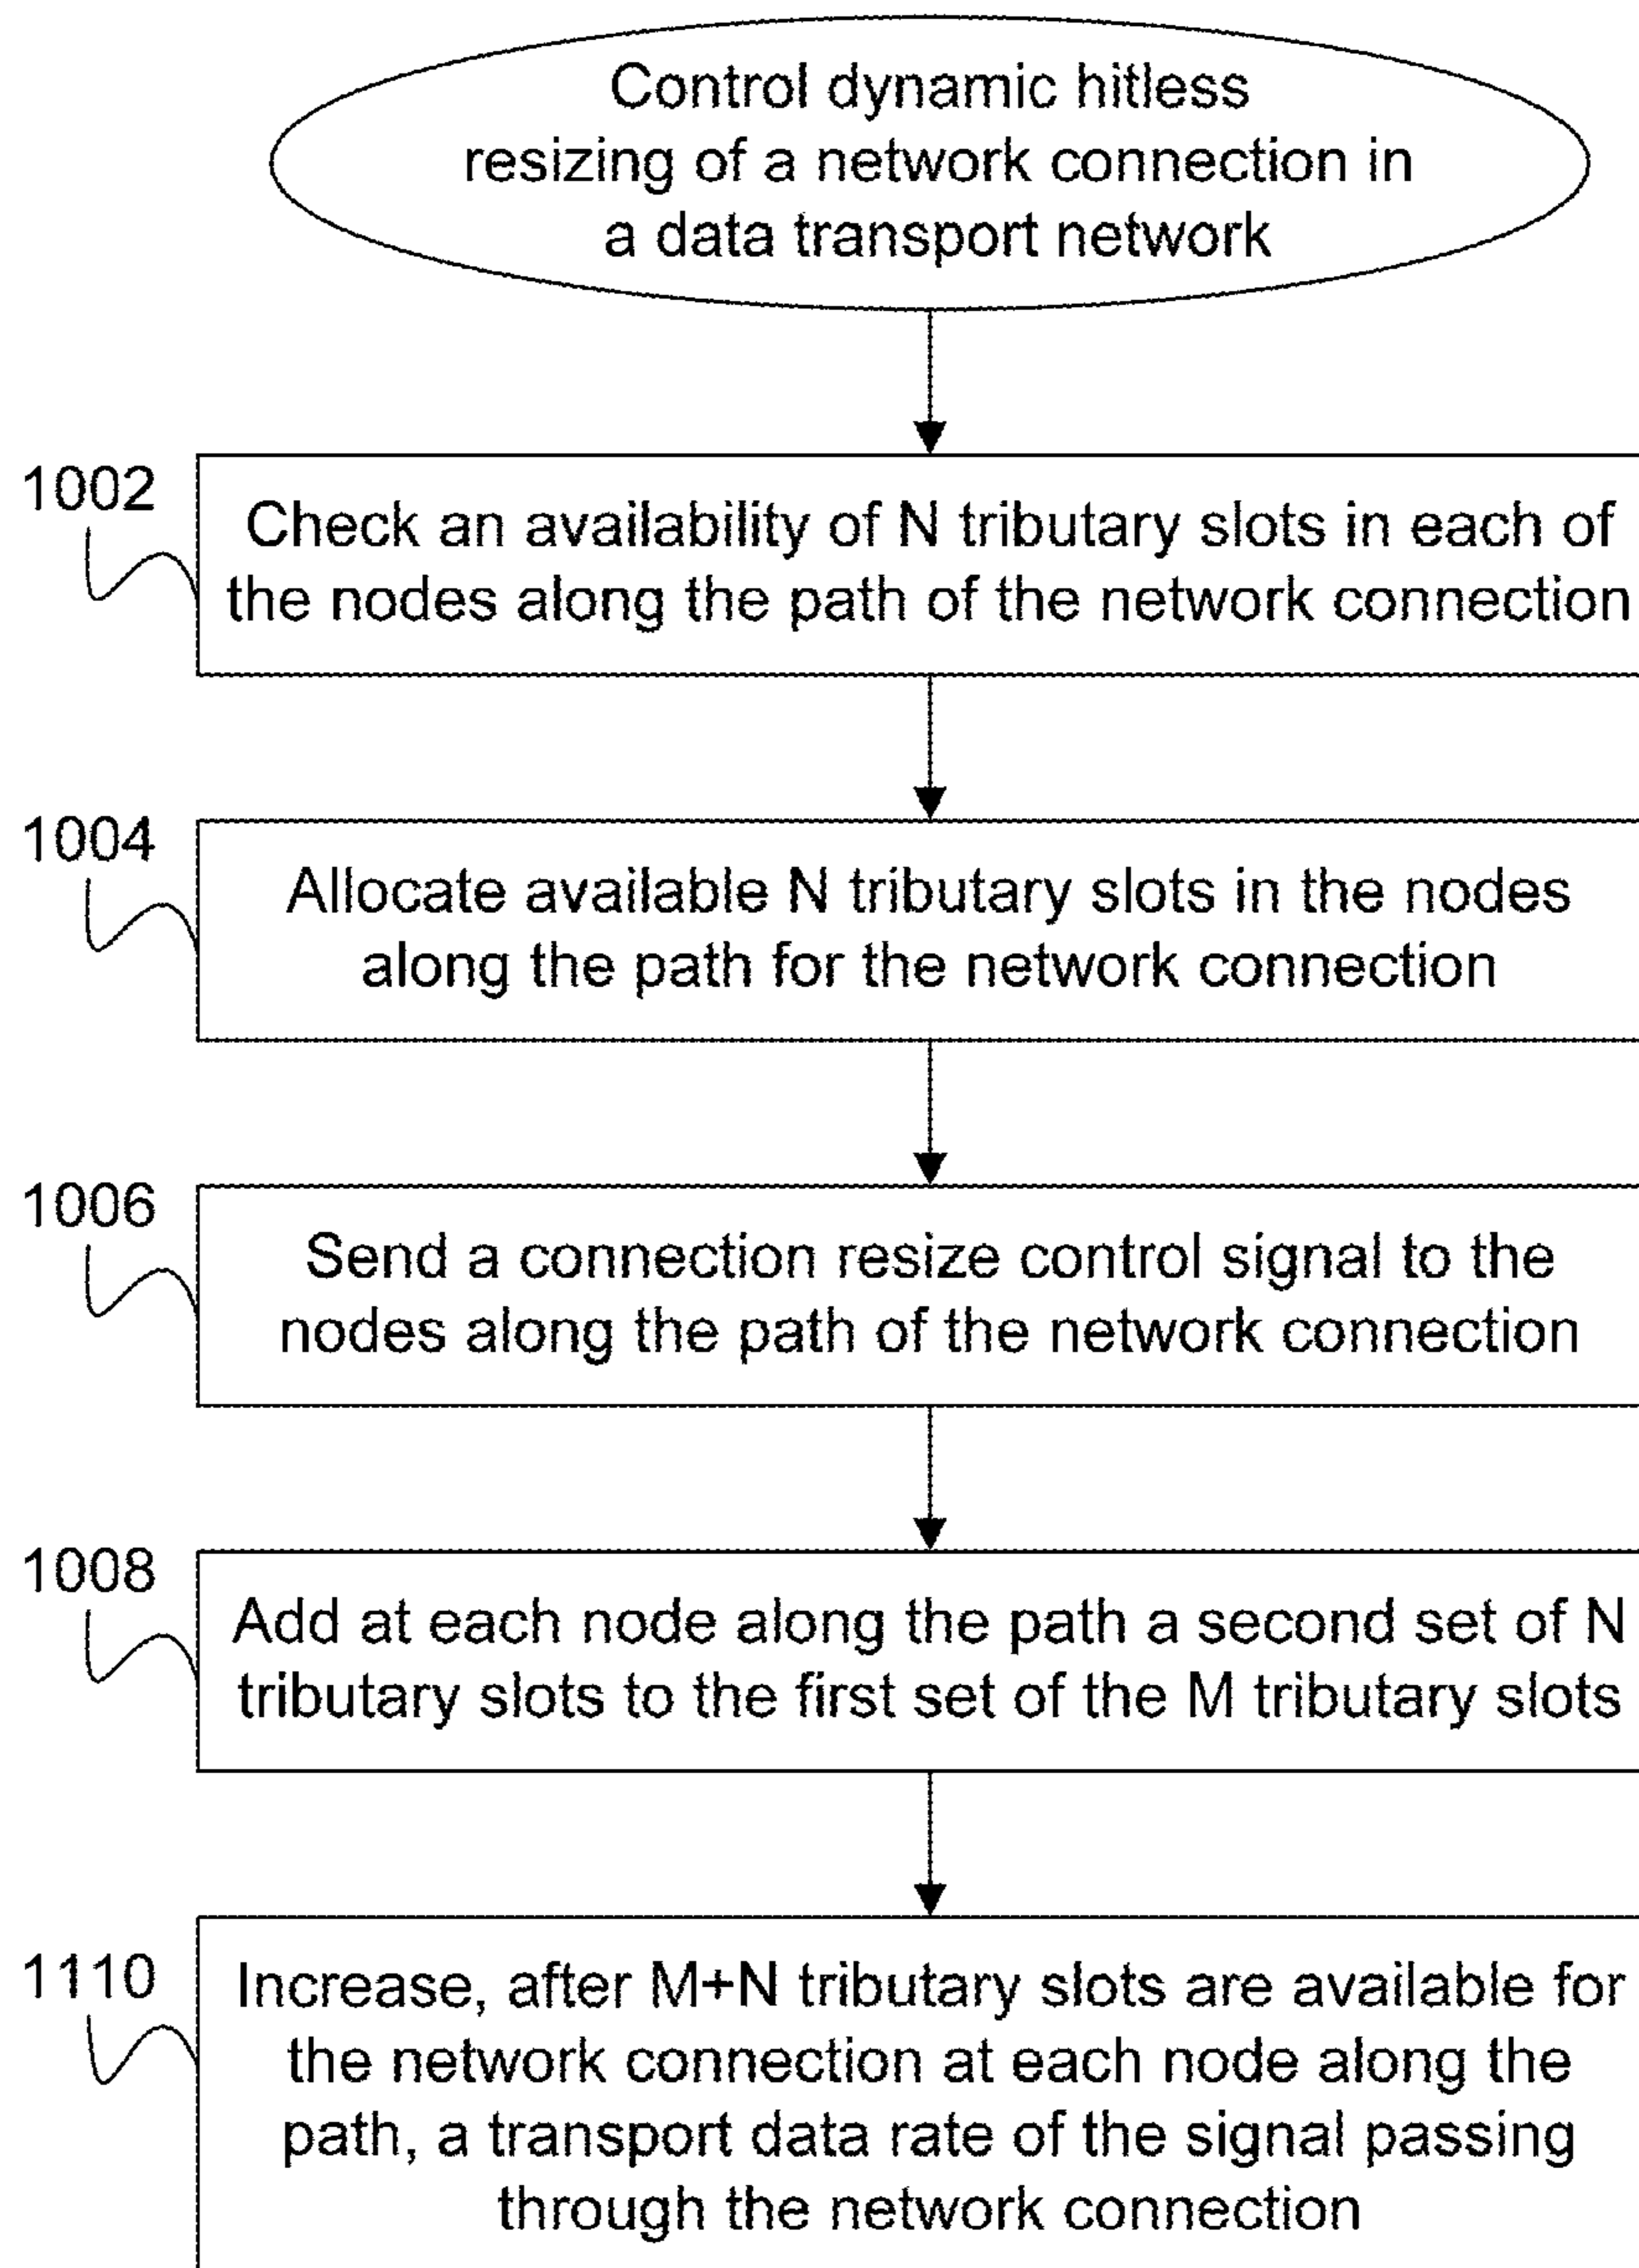 Control dynamic hitless
resizing of a network connection in
a data transport network
1002
Check an availability of N tributary slots in each of
the nodes along the path of the network connection
1004
Allocate available N tributary slots in the nodes
along the path for the network connection
1006
Send a connection resize control signal to the
nodes along the path of the network connection
1008
Add at each node along the path a second set of N
tributary slots to the first set of the M tributary slots
1110
Increase, after M+N tributary slots are available for
the network connection at each node along the
path, a transport data rate of the signal passing
through the network connection